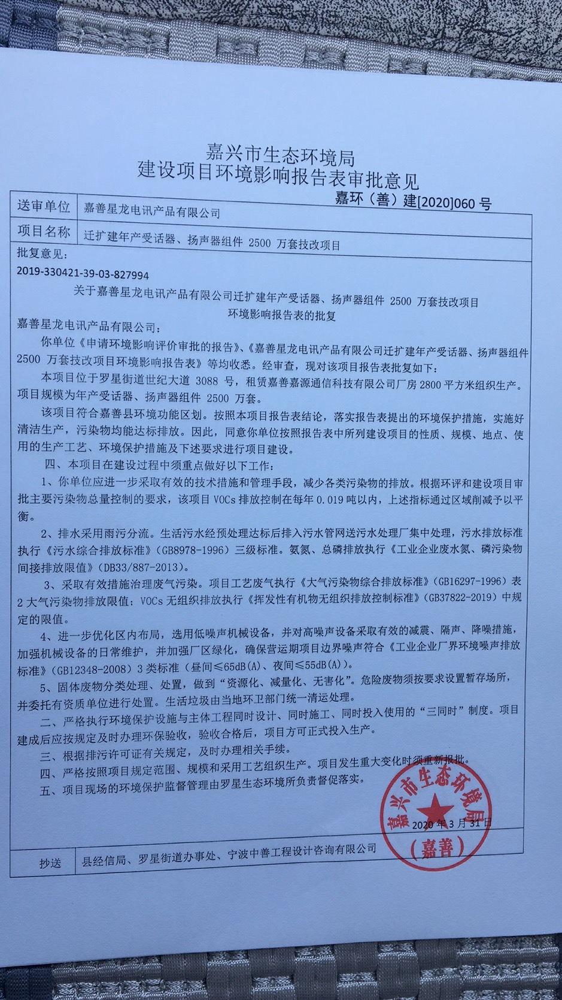 嘉兴市生态环境局
建设项目环境影响报告表审批意见
嘉环（善）建[2020]060 号
送审单位 嘉善星龙电讯产品有限公司
项目名称 迁扩建年产受话器、扬声器组件 2500 万套技改项目
批复意见：
2019-330421-39-03-827994
关于嘉善星龙电讯产品有限公司迁扩建年产受话器、扬声器组件 2500 万套技改项目
环境影响报告表的批复
嘉善星龙电讯产品有限公司：
你单位《申请环境影响评价审批的报告》、《嘉善星龙电讯产品有限公司迁扩建年产受话器、扬声器组件
2500 万套技改项目环境影响报告表》等均收悉。经审查，现对该项目报告表批复如下：
本项目位于罗星街道世纪大道 3088 号，租赁嘉善嘉源通信科技有限公司厂房 2800 平方米组织生产。
项目规模为年产受话器、扬声器组件 2500 万套。
该项目符合嘉善县环境功能区划。按照本项目报告表结论，落实报告表提出的环境保护措施，实施好
清洁生产，污染物均能达标排放。因此，同意你单位按照报告表中所列建设项目的性质、规模、地点、使
用的生产工艺、环境保护措施及下述要求进行项目建设。
四、本项目在建设过程中须重点做好以下工作：
1、你单位应进一步采取有效的技术措施和管理手段，减少各类污染物的排放。根据环评和建设项目审
批主要污染物总量控制的要求，该项目 VOCs 排放控制在每年 0.019 吨以内，上述指标通过区域削减予以平
衡。
2、排水采用雨污分流。生活污水经预处理达标后排入污水管网送污水处理厂集中处理，污水排放标准
执行《污水综合排放标准》（GB8978-1996）三级标准。氨氮、总磷排放执行《工业企业废水氮、磷污染物
间接排放限值》（DB33/887-2013）。
3、采取有效措施治理废气污染。项目工艺废气执行《大气污染物综合排放标准》（GB16297-1996）表
2 大气污染物排放限值；VOCs 无组织排放执行《挥发性有机物无组织排放控制标准》（GB37822-2019）中规
定的限值。
4、进一步优化区内布局，选用低噪声机械设备，并对高噪声设备采取有效的减震、隔声、降噪措施，
加强机械设备的日常维护，并加强厂区绿化，确保营运期项目边界噪声符合《工业企业厂界环境噪声排放
标准》（GB12348-2008）3 类标准（昼间≤65dB(A)、夜间≤55dB(A)）。
5、固体废物分类处理、处置，做到“资源化、减量化、无害化”。危险废物须按要求设置暂存场所，
并委托有资质单位进行处置。生活垃圾由当地环卫部门统一清运处理。
二、严格执行环境保护设施与主体工程同时设计、同时施工、同时投入使用的“三同时”制度。项目
建成后应按规定及时办理环保验收，验收合格后，项目方可正式投入生产。
三、根据排污许可证有关规定，及时办理相关手续。
四、严格按照项目规定范围、规模和采用工艺组织生产。项目发生重大变化时须重新报批。
五、项目现场的环境保护监督管理由罗星生态环境所负责督促落实。
嘉兴市生态环境局
2020 年 3 月 31 日
（嘉善）
抄送 县经信局、罗星街道办事处、宁波中善工程设计咨询有限公司